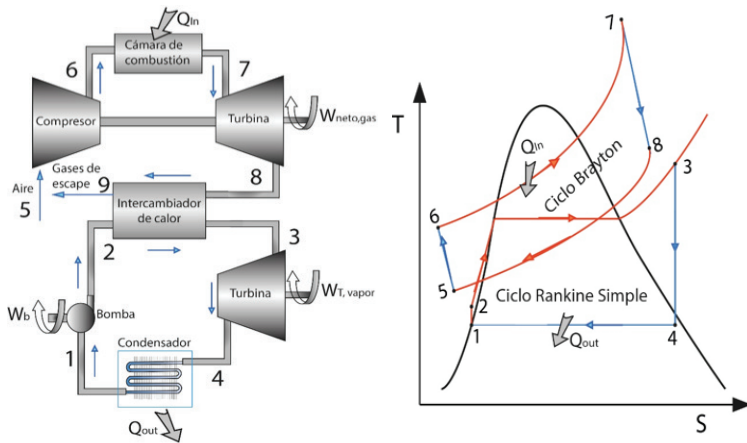 Q_In
Cámara de
combustión
6
7
Compresor
Turbina
W_neto,gas
Gases de
escape
9
8
Aire
5
Intercambiador
de calor
2
3
Turbina
W_T, vapor
W_b
Bomba
Condensador
1
4
Q_out
7
T
Q_In
Ciclo Brayton
8
3
6
5
2
Ciclo Rankine Simple
1
Q_out
4
S